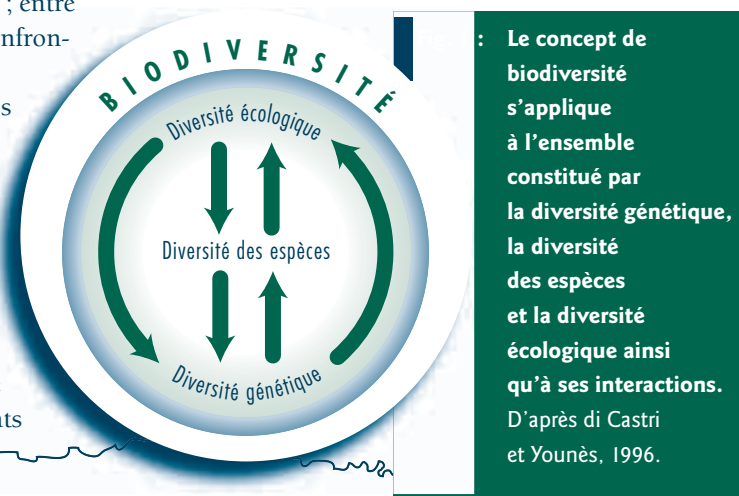 ; entre
nfron-
s
nts
BIODIVERSITÉ
Diversité écologique
Diversité des espèces
Diversité génétique
: Le concept de
biodiversité
s’applique
à l’ensemble
constitué par
la diversité génétique,
la diversité
des espèces
et la diversité
écologique ainsi
qu’à ses interactions.
D’après di Castri
et Younès, 1996.